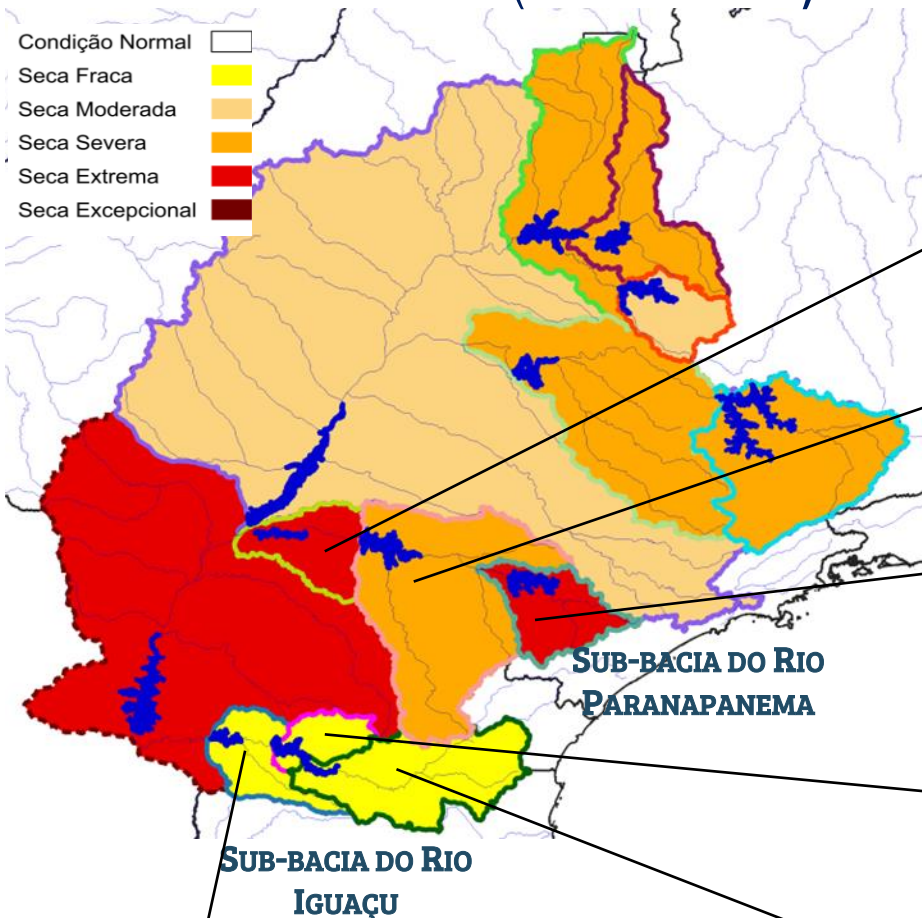 Condição Normal
Seca Fraca
Seca Moderada
Seca Severa
Seca Extrema
Seca Excepcional
SUB-BACIA DO RIO
PARANAPANEMA
SUB-BACIA DO RIO
IGUAÇU